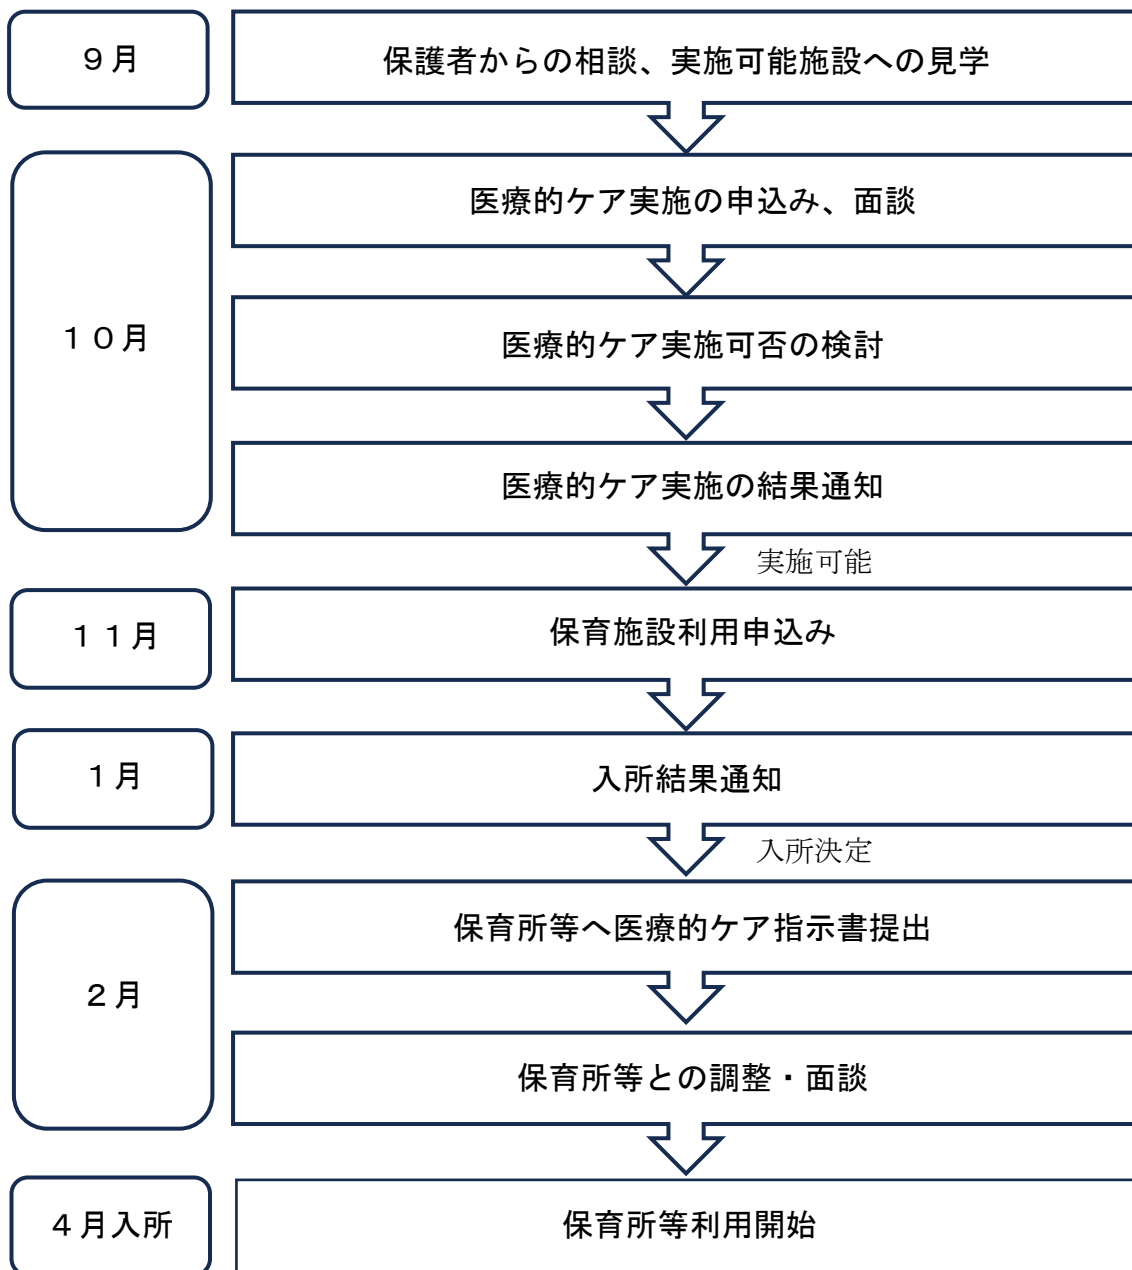 ９月
保護者からの相談、実施可能施設への見学
１０月
医療的ケア実施の申込み、面談
医療的ケア実施可否の検討
医療的ケア実施の結果通知
実施可能
１１月
保育施設利用申込み
１月
入所結果通知
入所決定
２月
保育所等へ医療的ケア指示書提出
保育所等との調整・面談
４月入所
保育所等利用開始